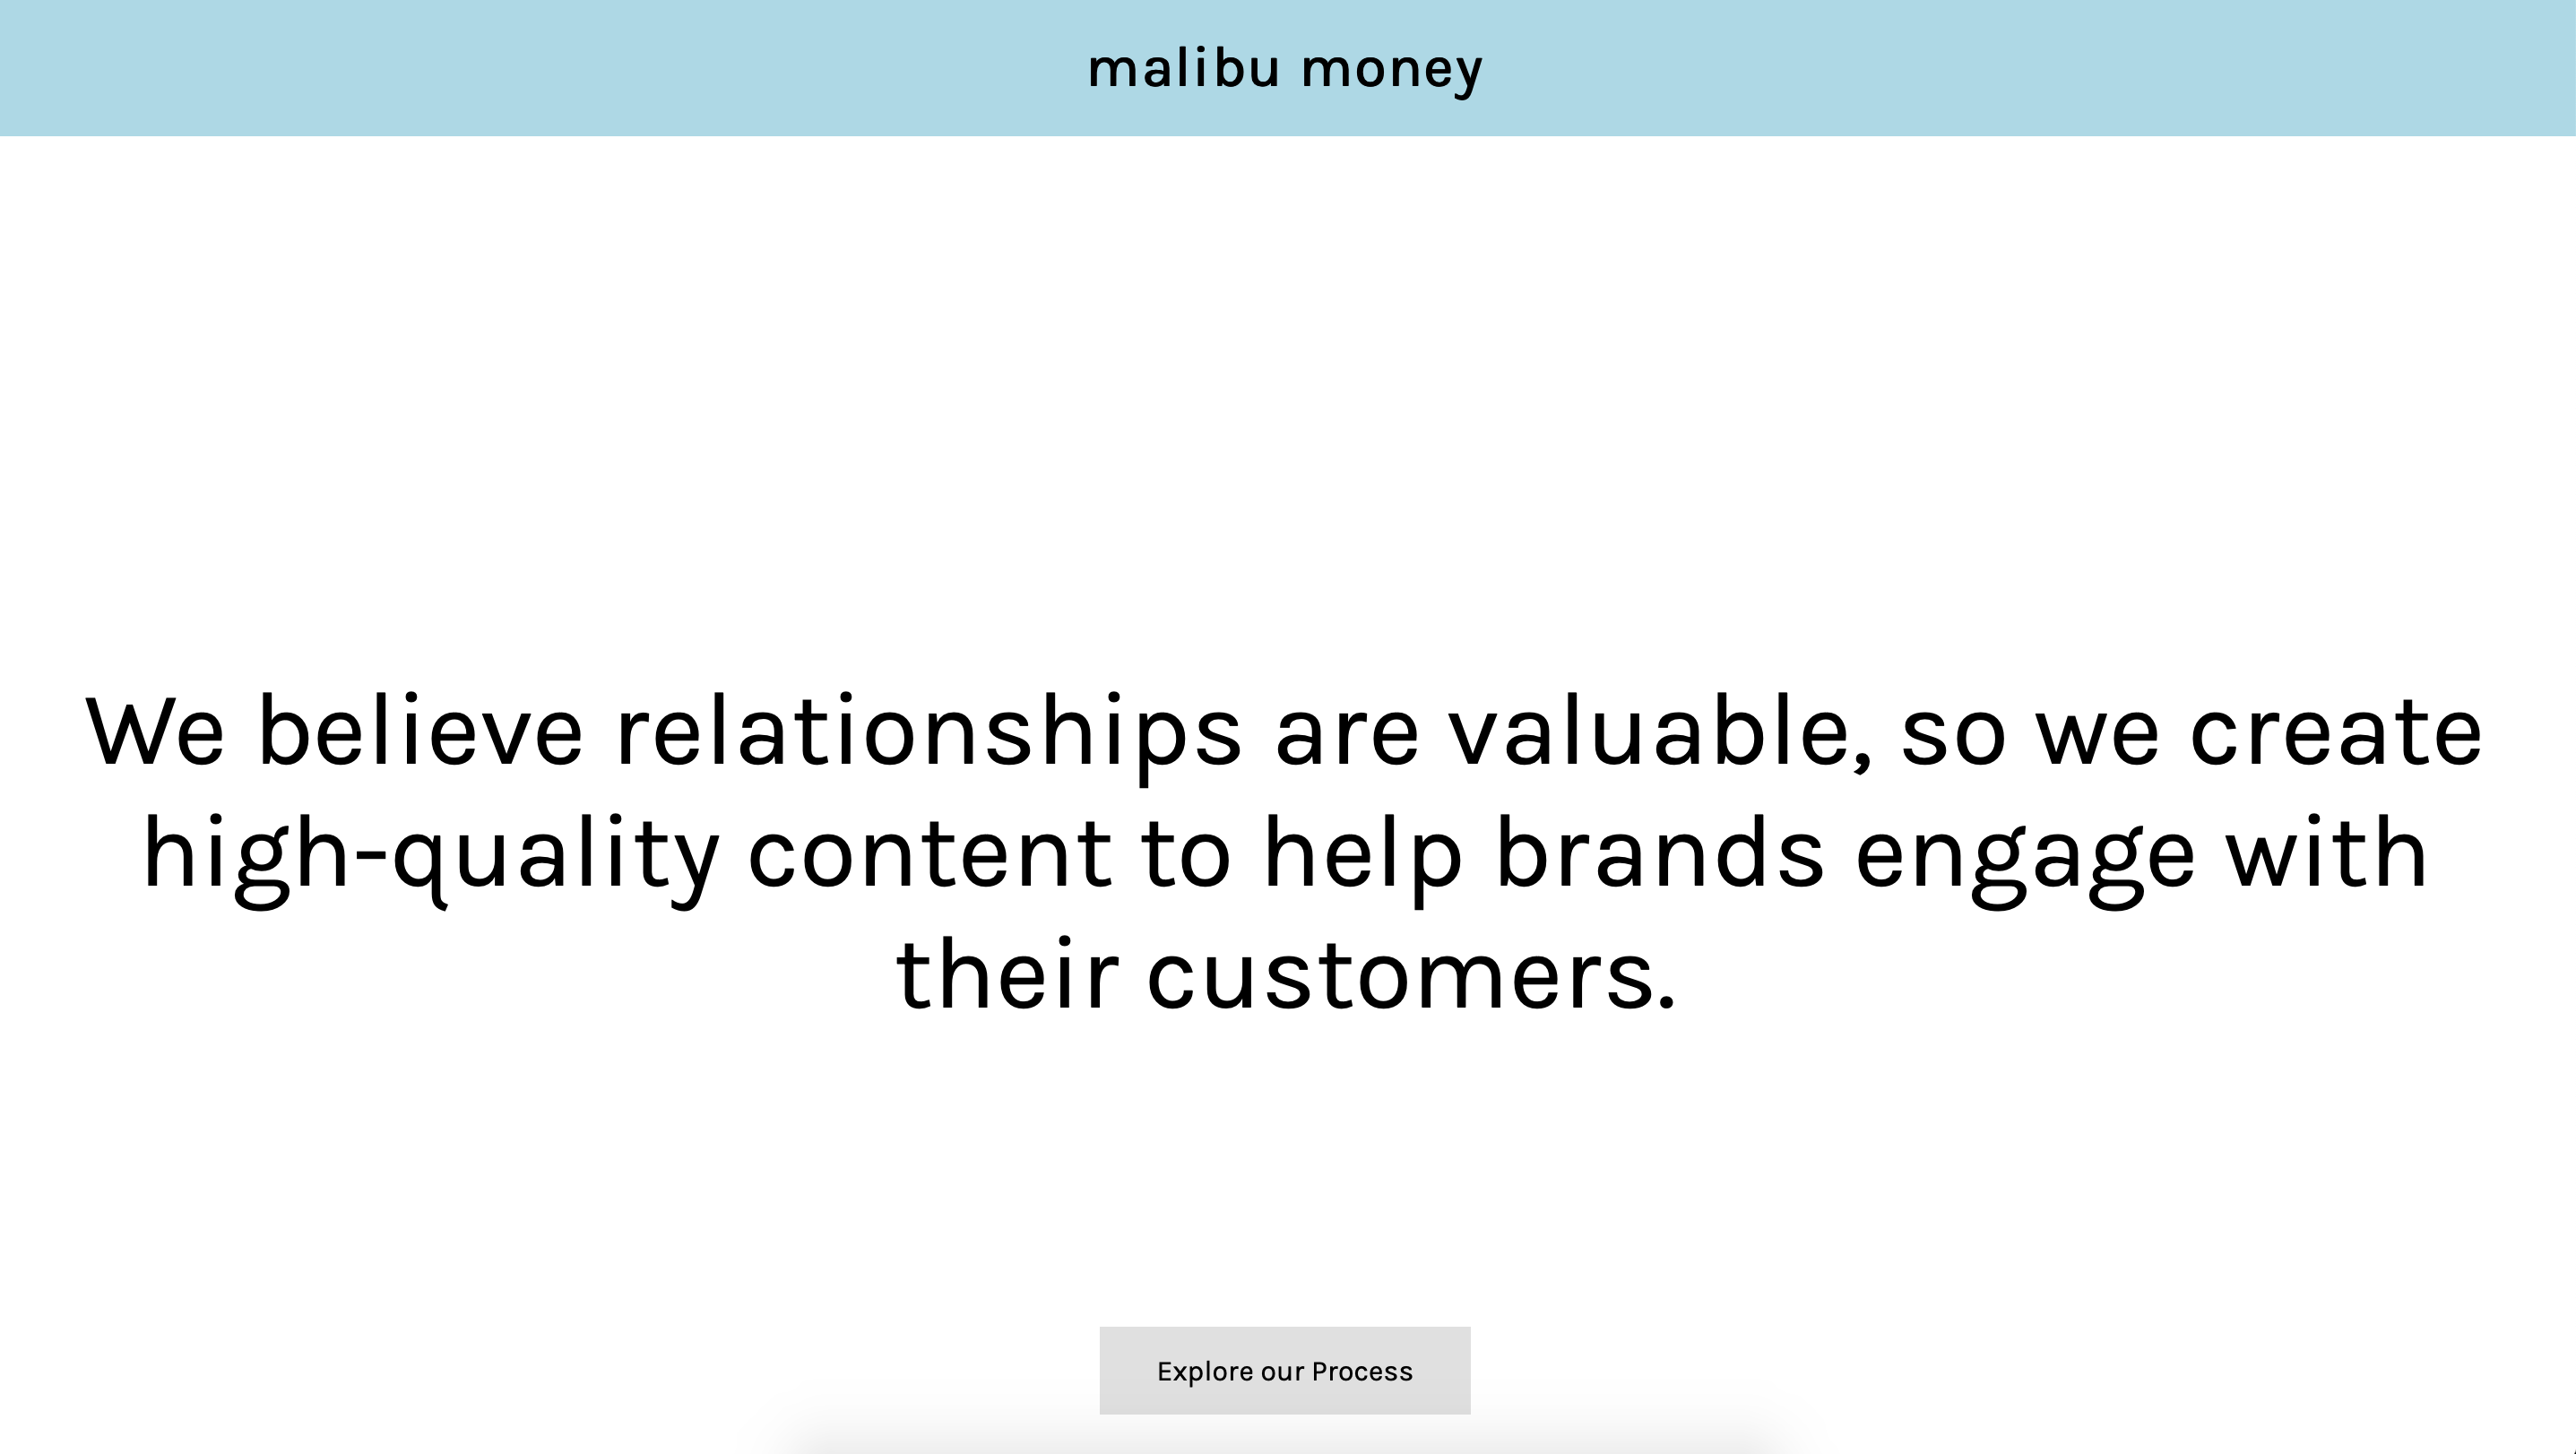 malibu money
We believe relationships are valuable, so we create
high-quality content to help brands engage with
their customers.
Explore our Process